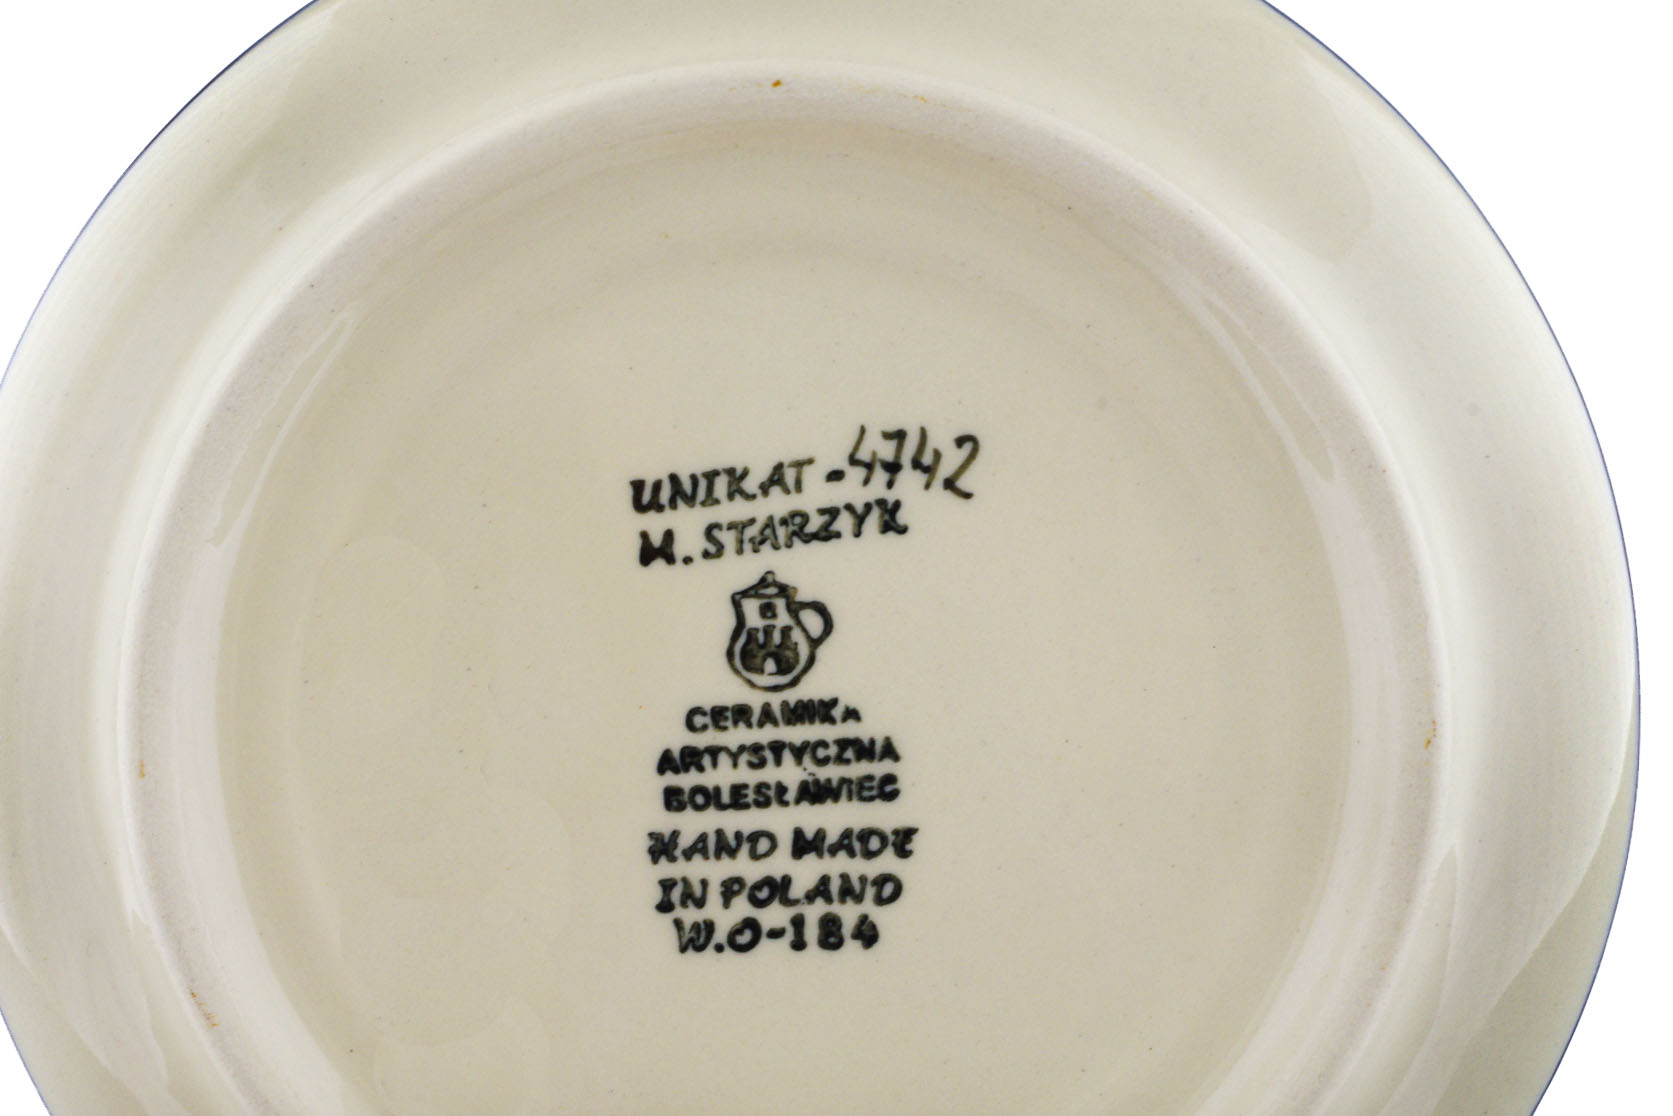 UNIKAT-4742
M. STARZYK
CERAMIKA
ARTYSTYCZNA
BOLESŁAWIEC
HAND MADE
IN POLAND
W.O-184